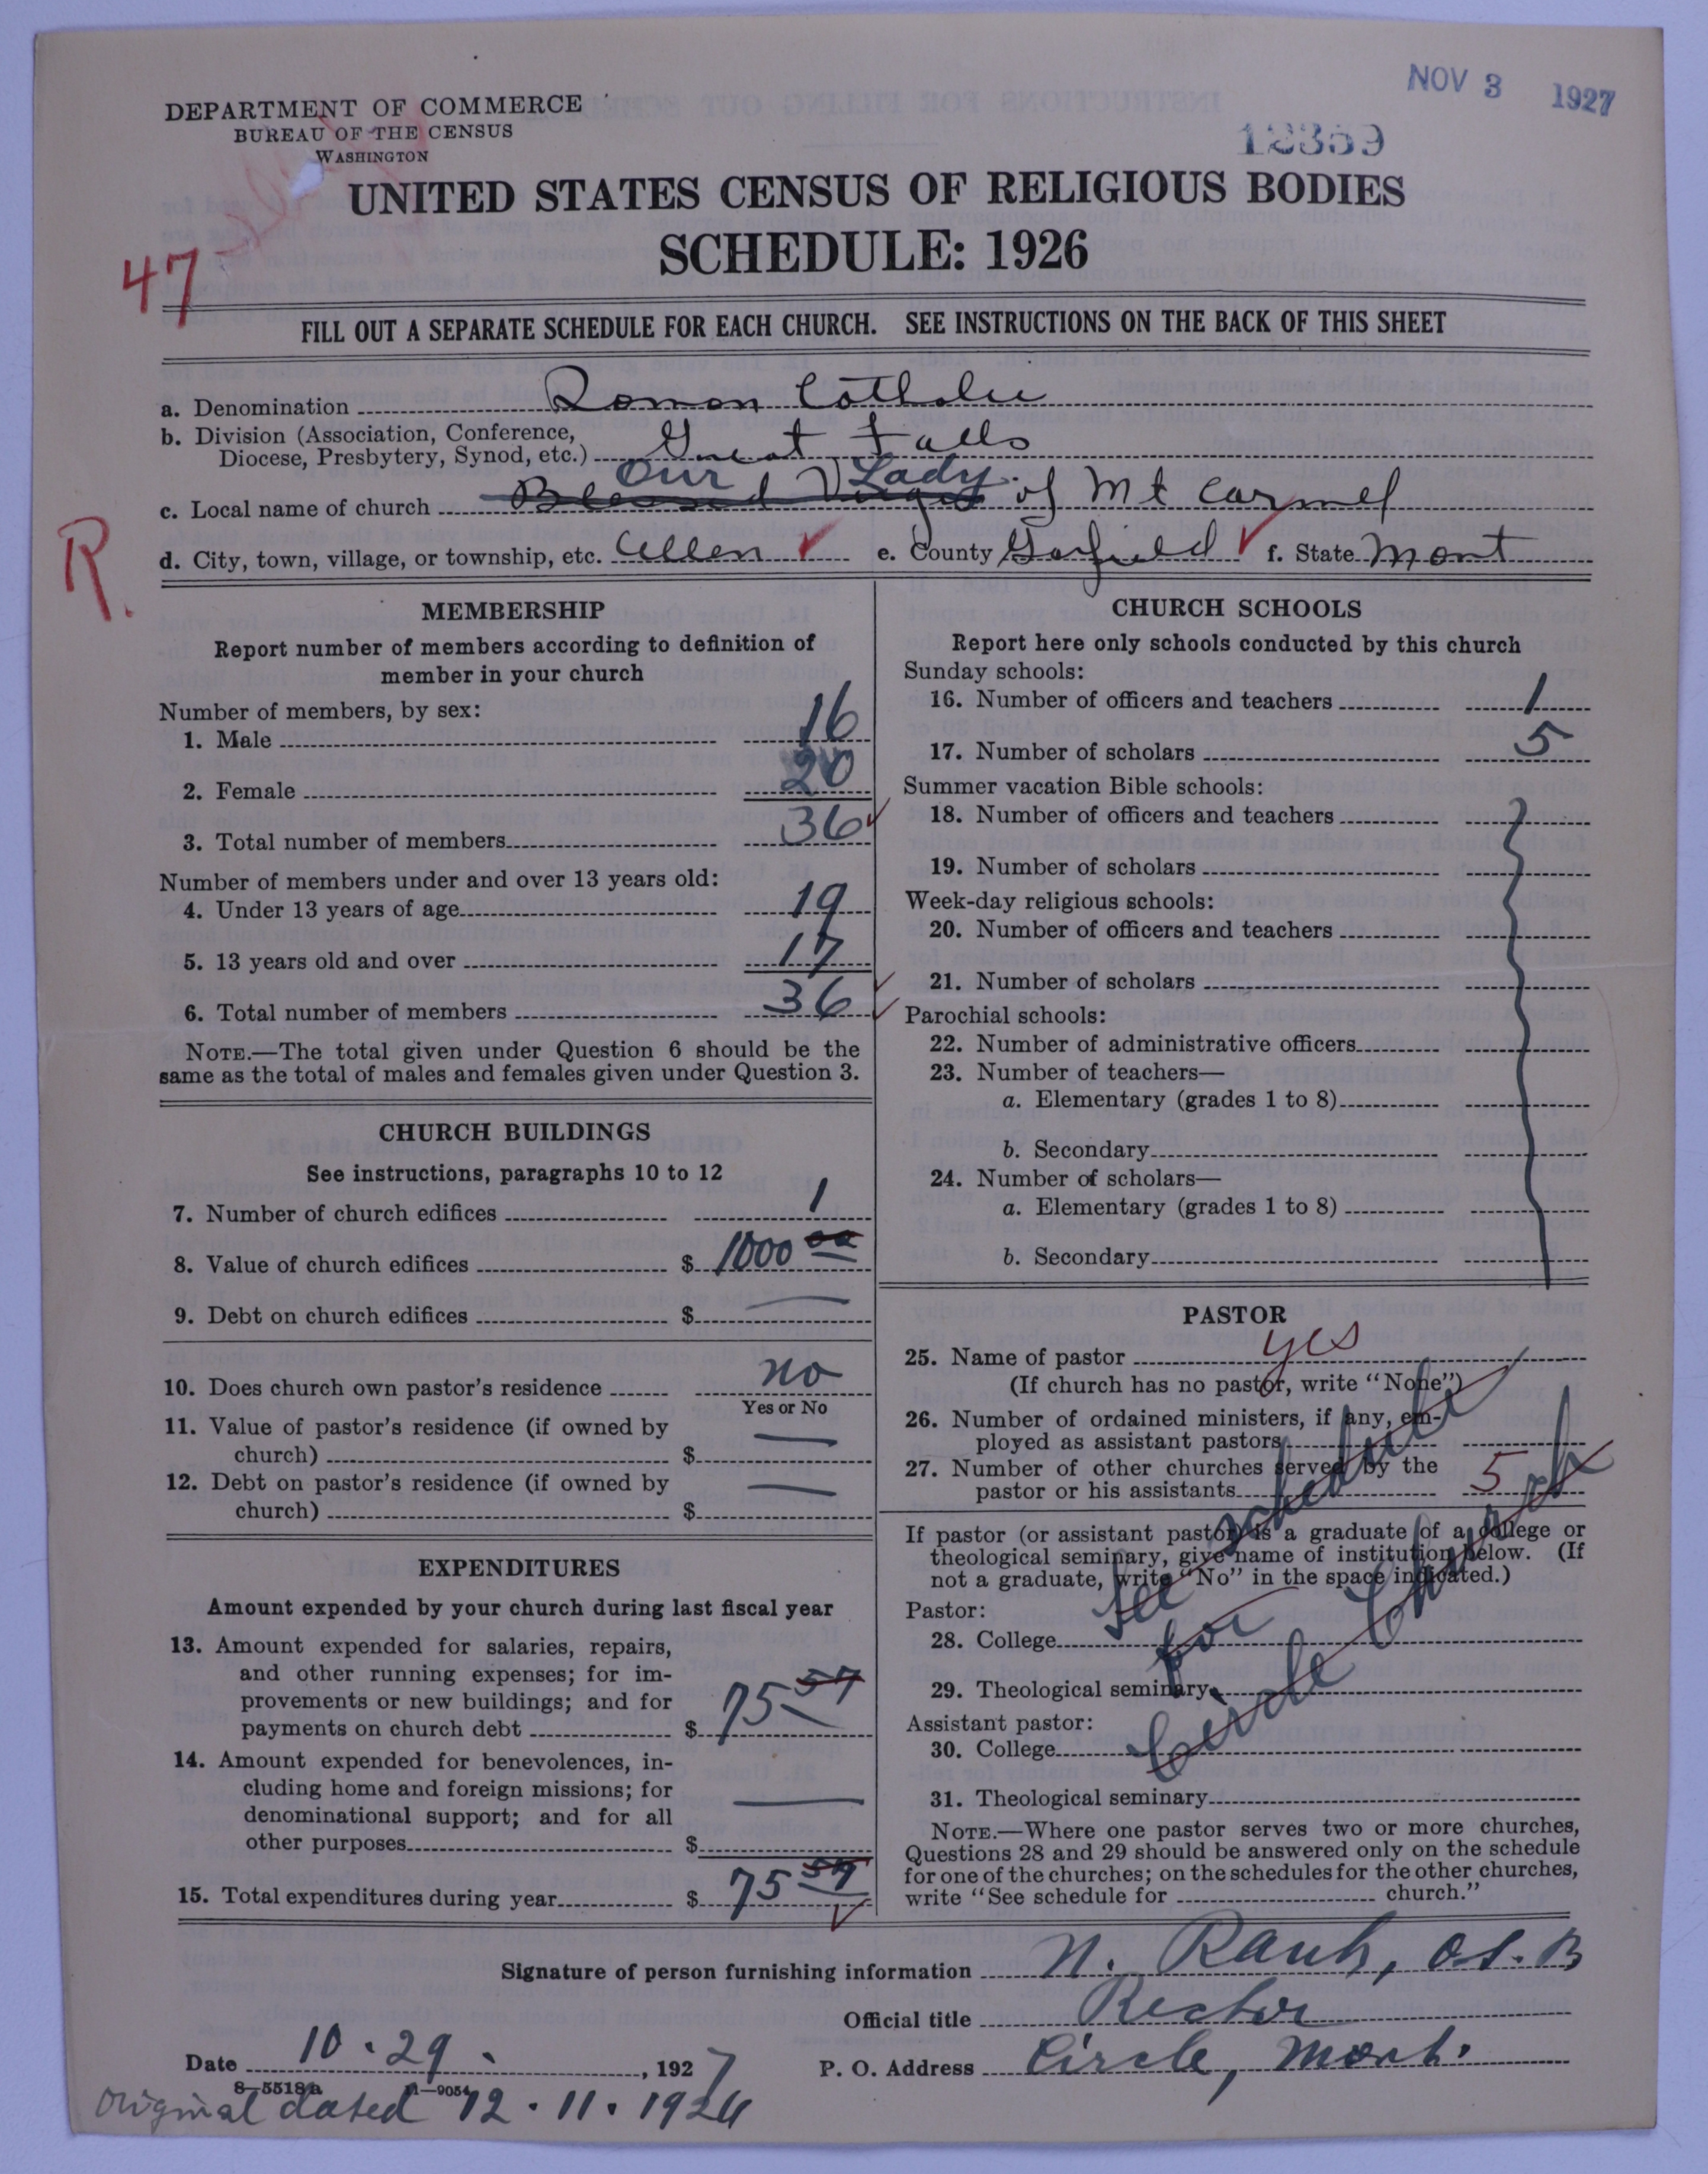 NOV 3 1927
DEPARTMENT OF COMMERCE
BUREAU OF THE CENSUS
WASHINGTON
12359
UNITED STATES CENSUS OF RELIGIOUS BODIES
SCHEDULE: 1926
47
FILL OUT A SEPARATE SCHEDULE FOR EACH CHURCH. SEE INSTRUCTIONS ON THE BACK OF THIS SHEET
a. Denomination Roman Catholic
b. Division (Association, Conference,
Diocese, Presbytery, Synod, etc.) Great Falls
Our Lady
c. Local name of church Blessed Virgin of Mt Carmel
R.
d. City, town, village, or township, etc. Allen e. County Garfield f. State Mont
MEMBERSHIP
Report number of members according to definition of
member in your church
Number of members, by sex:
1. Male 16
2. Female 20
3. Total number of members 36
Number of members under and over 13 years old:
4. Under 13 years of age 19
5. 13 years old and over 17
6. Total number of members 36
NOTE.—The total given under Question 6 should be the
same as the total of males and females given under Question 3.
CHURCH BUILDINGS
See instructions, paragraphs 10 to 12
7. Number of church edifices 1
8. Value of church edifices $ 1000 00
9. Debt on church edifices $ —
10. Does church own pastor's residence no
Yes or No
11. Value of pastor's residence (if owned by
church) $ —
12. Debt on pastor's residence (if owned by
church) $ —
EXPENDITURES
Amount expended by your church during last fiscal year
13. Amount expended for salaries, repairs,
and other running expenses; for im-
provements or new buildings; and for
payments on church debt $ 75 57
14. Amount expended for benevolences, in-
cluding home and foreign missions; for
denominational support; and for all
other purposes $ —
15. Total expenditures during year $ 75 57
CHURCH SCHOOLS
Report here only schools conducted by this church
Sunday schools:
16. Number of officers and teachers 1
17. Number of scholars 5
Summer vacation Bible schools:
18. Number of officers and teachers
19. Number of scholars
Week-day religious schools:
20. Number of officers and teachers
21. Number of scholars
Parochial schools:
22. Number of administrative officers
23. Number of teachers—
a. Elementary (grades 1 to 8)
b. Secondary
24. Number of scholars—
a. Elementary (grades 1 to 8)
b. Secondary
PASTOR
25. Name of pastor yes
(If church has no pastor, write "None")
26. Number of ordained ministers, if any, em-
ployed as assistant pastors
27. Number of other churches served by the
pastor or his assistants 5
If pastor (or assistant pastor) is a graduate of a college or
theological seminary, give name of institution below. (If
not a graduate, write "No" in the space indicated.)
Pastor:
28. College
29. Theological seminary
Assistant pastor:
30. College
31. Theological seminary
See schedule
for
Circle Church
NOTE.—Where one pastor serves two or more churches,
Questions 28 and 29 should be answered only on the schedule
for one of the churches; on the schedules for the other churches,
write "See schedule for church."
Signature of person furnishing information N. Rauh, O.S.B
Official title Rector
Date 10.29. , 1927 P. O. Address Circle, Mont.
8—5518a 11—9054
Original dated 12.11.1926